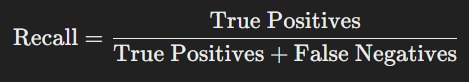 Recall = True Positives / True Positives + False Negatives